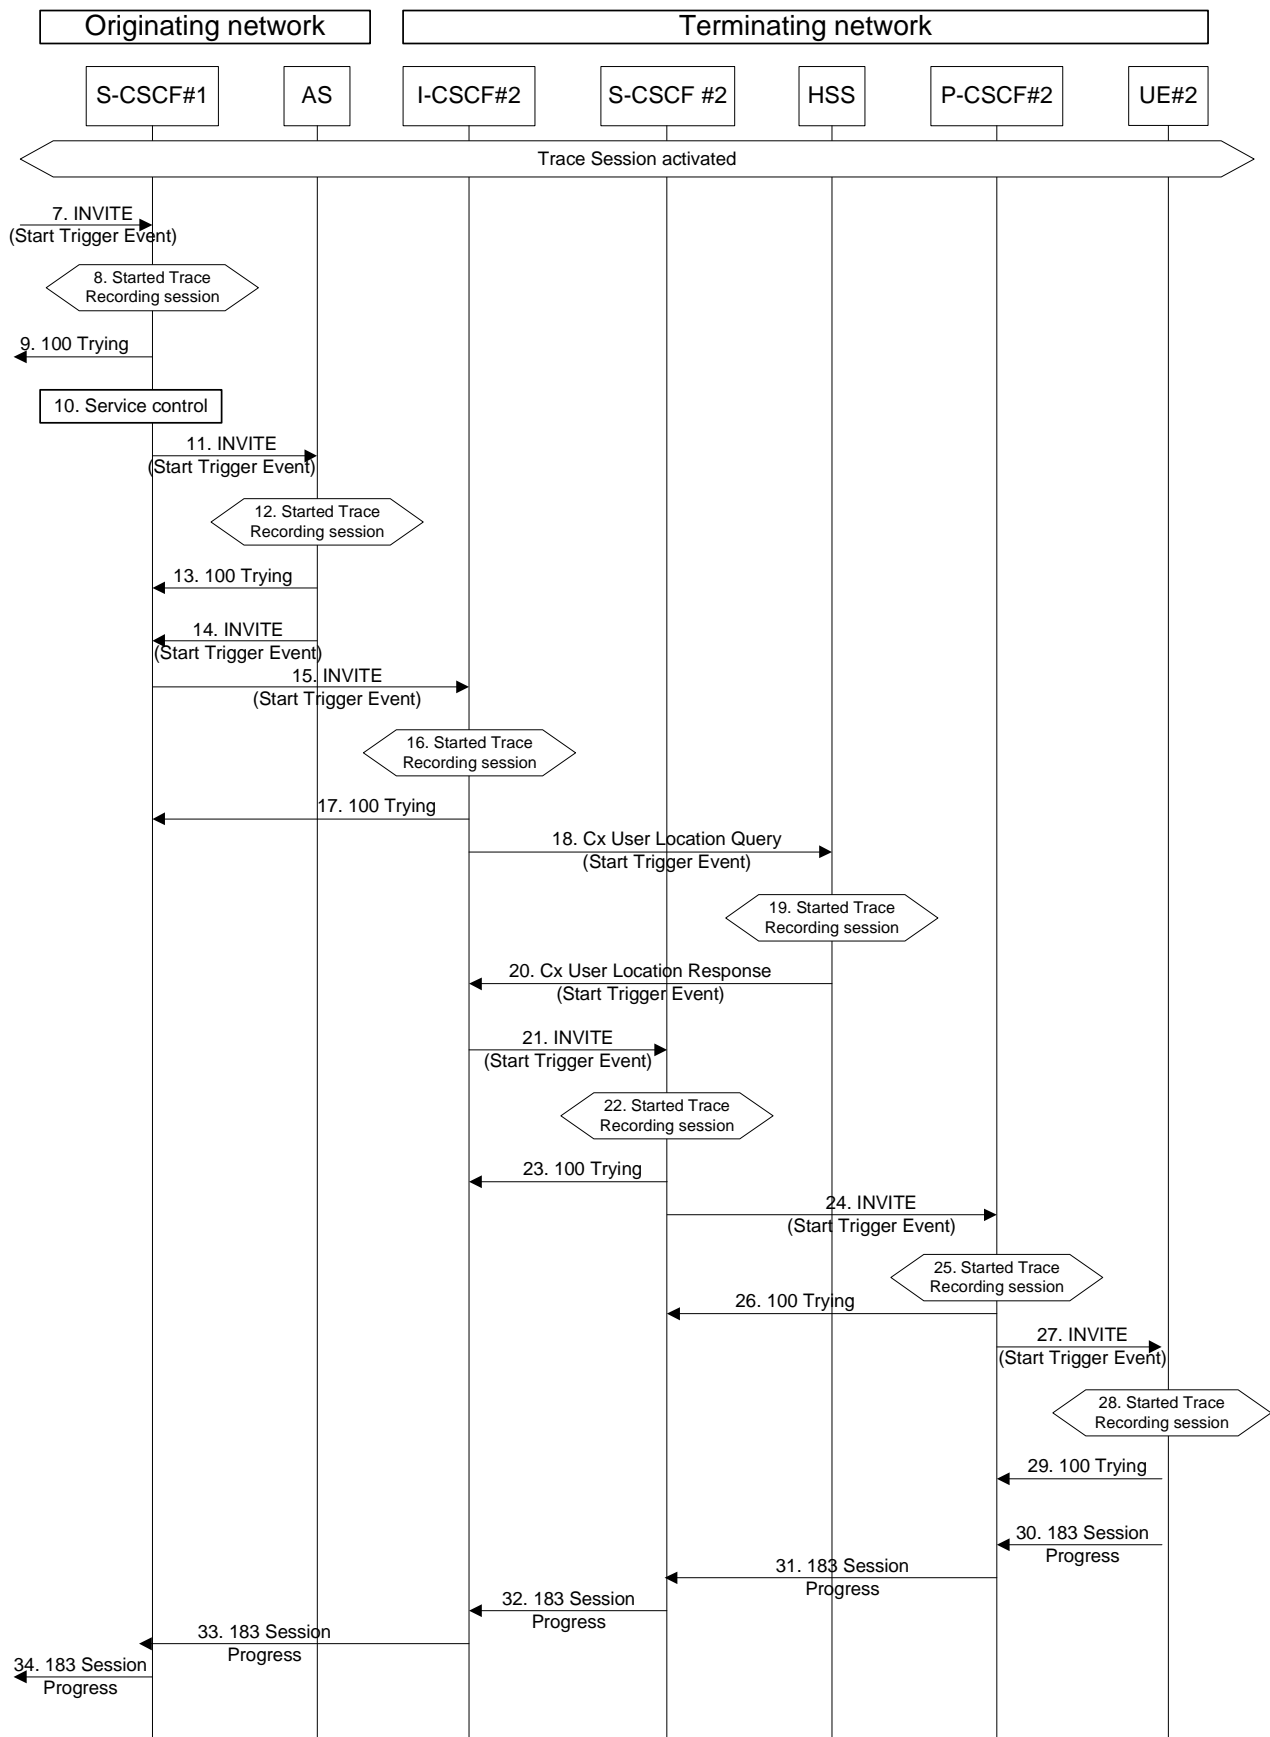 Originating network
Terminating network
S-CSCF#1
AS
I-CSCF#2
S-CSCF #2
HSS
P-CSCF#2
UE#2
Trace Session activated
7. INVITE
(Start Trigger Event)
8. Started Trace
Recording session
9. 100 Trying
10. Service control
11. INVITE
(Start Trigger Event)
12. Started Trace
Recording session
13. 100 Trying
14. INVITE
(Start Trigger Event)
15. INVITE
(Start Trigger Event)
16. Started Trace
Recording session
17. 100 Trying
18. Cx User Location Query
(Start Trigger Event)
19. Started Trace
Recording session
20. Cx User Location Response
(Start Trigger Event)
21. INVITE
(Start Trigger Event)
22. Started Trace
Recording session
23. 100 Trying
24. INVITE
(Start Trigger Event)
25. Started Trace
Recording session
26. 100 Trying
27. INVITE
(Start Trigger Event)
28. Started Trace
Recording session
29. 100 Trying
30. 183 Session
Progress
31. 183 Session
Progress
32. 183 Session
Progress
33. 183 Session
Progress
34. 183 Session
Progress